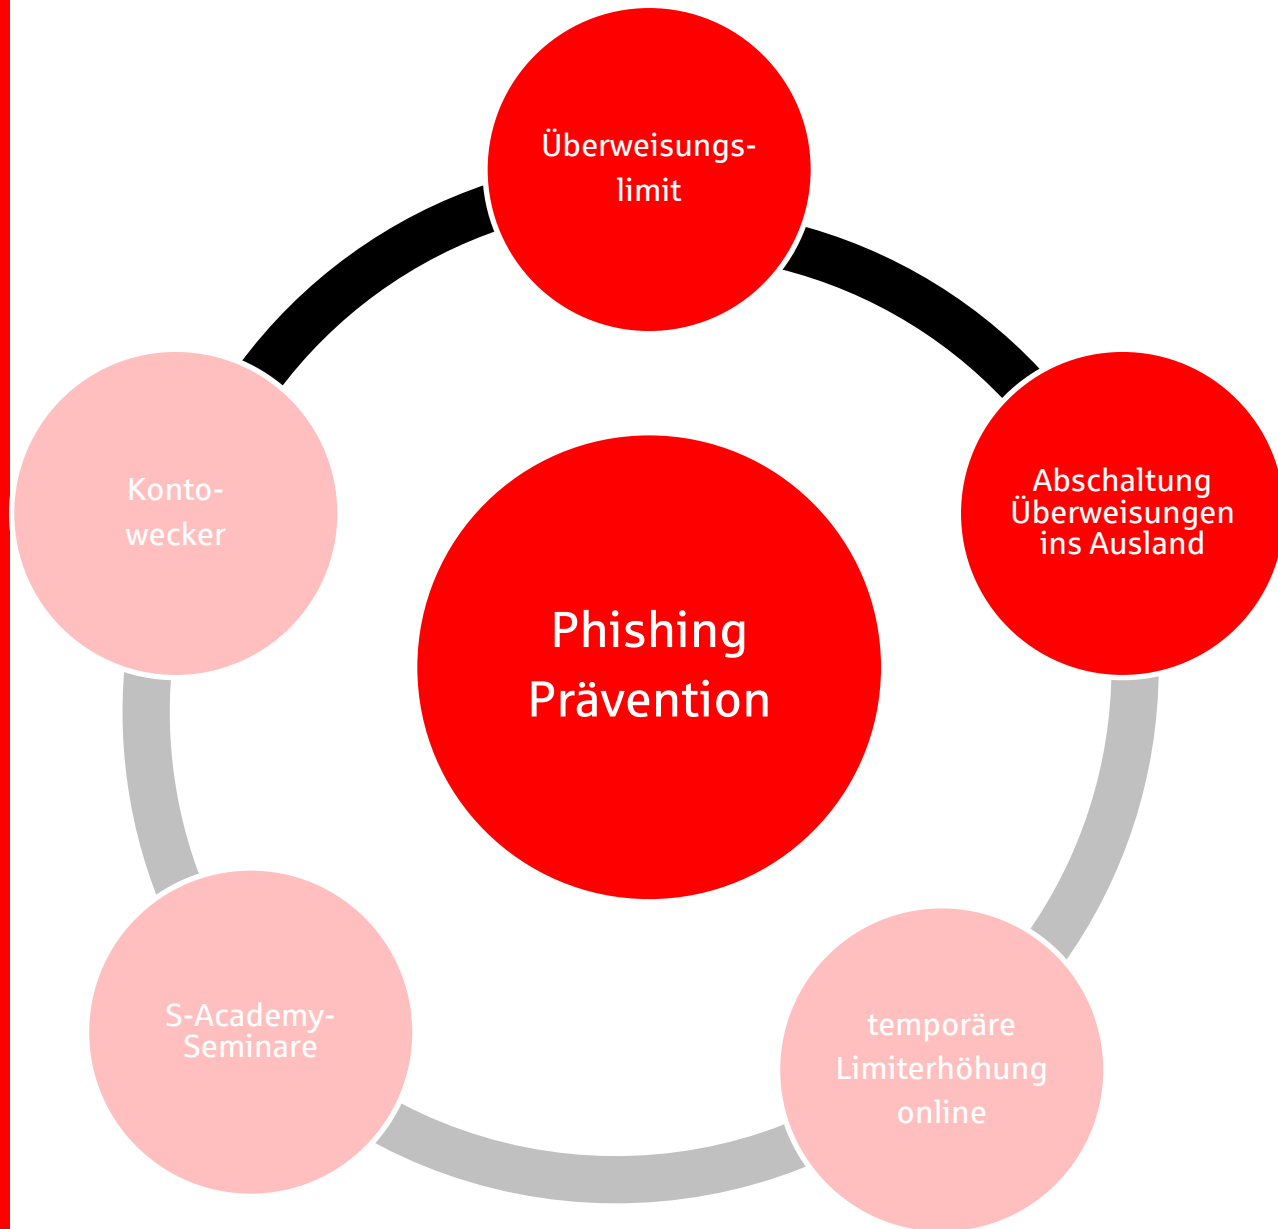 Überweisungs-
limit
Abschaltung
Überweisungen
ins Ausland
Konto-
wecker
Phishing
Prävention
S-Academy-
Seminare
temporäre
Limiterhöhung
online